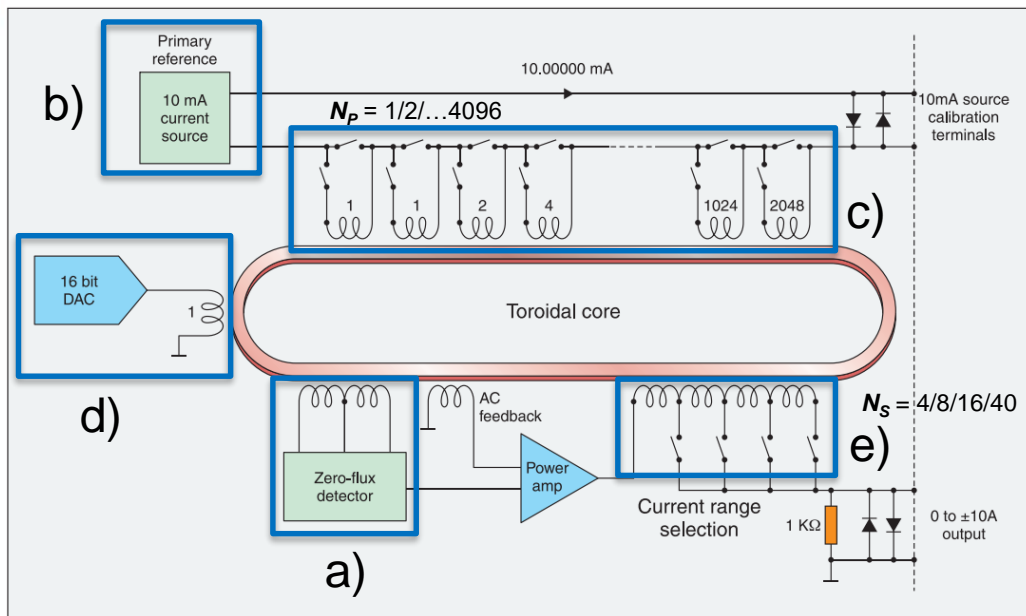 Primary
reference
10 mA
current
source
b)
10.00000 mA
N_P = 1/2/…4096
10mA source
calibration
terminals
1
1
2
4
1024
2048
c)
16 bit
DAC
1
d)
Toroidal core
AC
feedback
Zero-flux
detector
a)
Power
amp
N_S = 4/8/16/40
e)
Current range
selection
1 KΩ
0 to ±10A
output